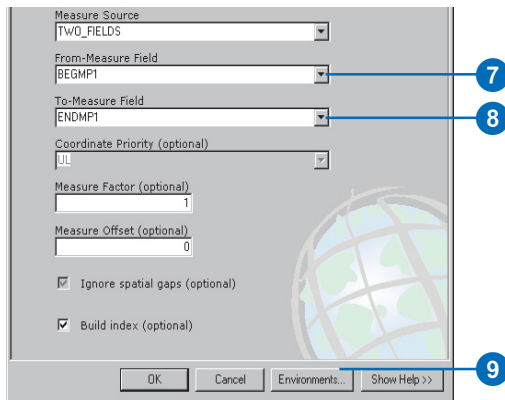 Measure Source
TWO_FIELDS
From-Measure Field
BEGMP1
7
To-Measure Field
ENDMP1
8
Coordinate Priority (optional)
UL
Measure Factor (optional)
1
Measure Offset (optional)
0
Ignore spatial gaps (optional)
Build index (optional)
OK Cancel Environments... Show Help >>
9